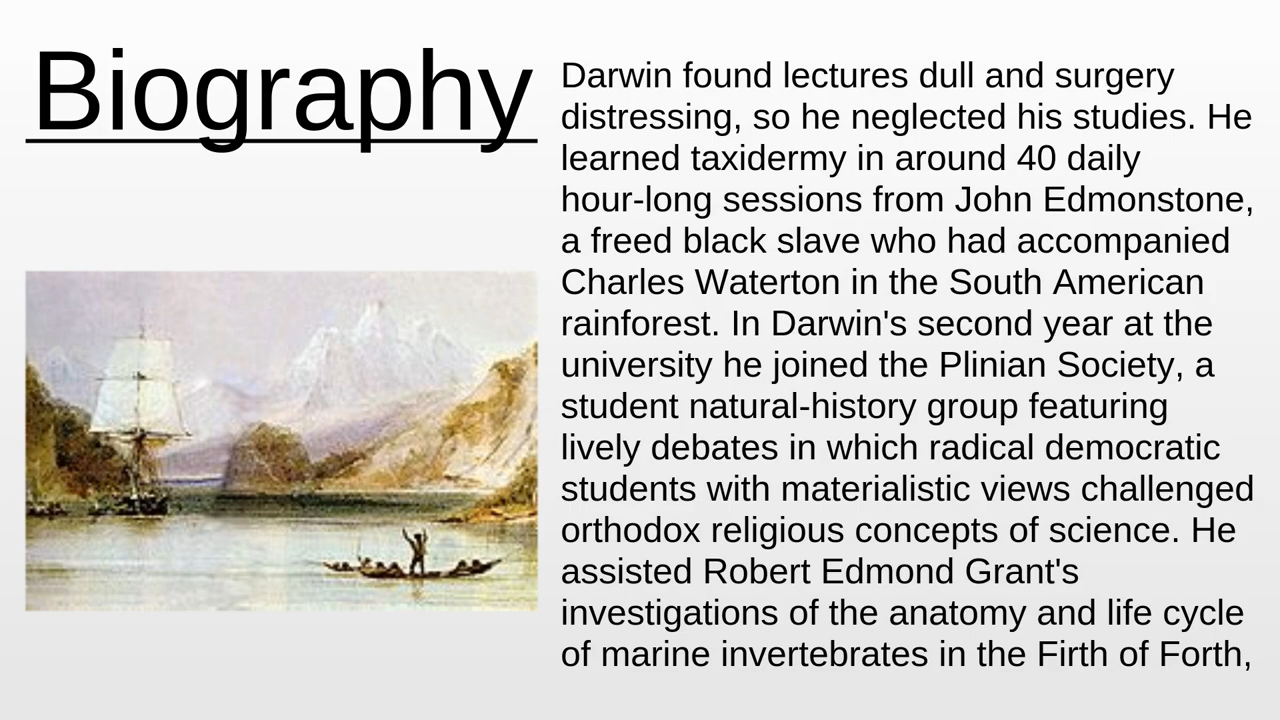 Biography
Darwin found lectures dull and surgery
distressing, so he neglected his studies. He
learned taxidermy in around 40 daily
hour-long sessions from John Edmonstone,
a freed black slave who had accompanied
Charles Waterton in the South American
rainforest. In Darwin's second year at the
university he joined the Plinian Society, a
student natural-history group featuring
lively debates in which radical democratic
students with materialistic views challenged
orthodox religious concepts of science. He
assisted Robert Edmond Grant's
investigations of the anatomy and life cycle
of marine invertebrates in the Firth of Forth,